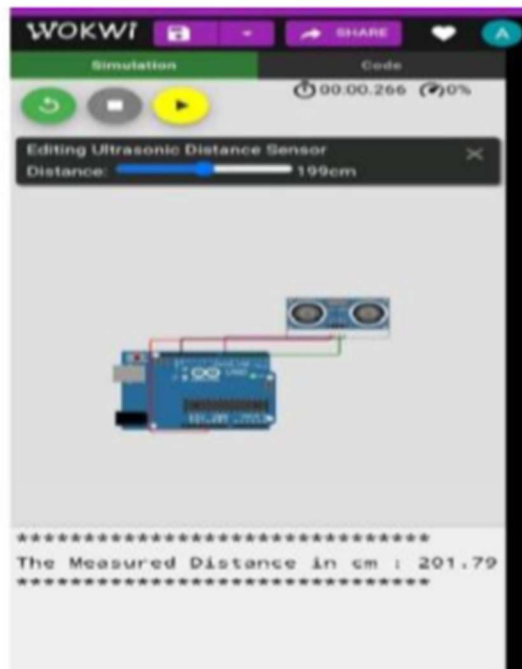 WOKWI SHARE A
Simulation Code
00:00.266 0%
Editing Ultrasonic Distance Sensor
Distance: 199cm
UNO
*******************************
The Measured Distance in cm : 201.79
*******************************